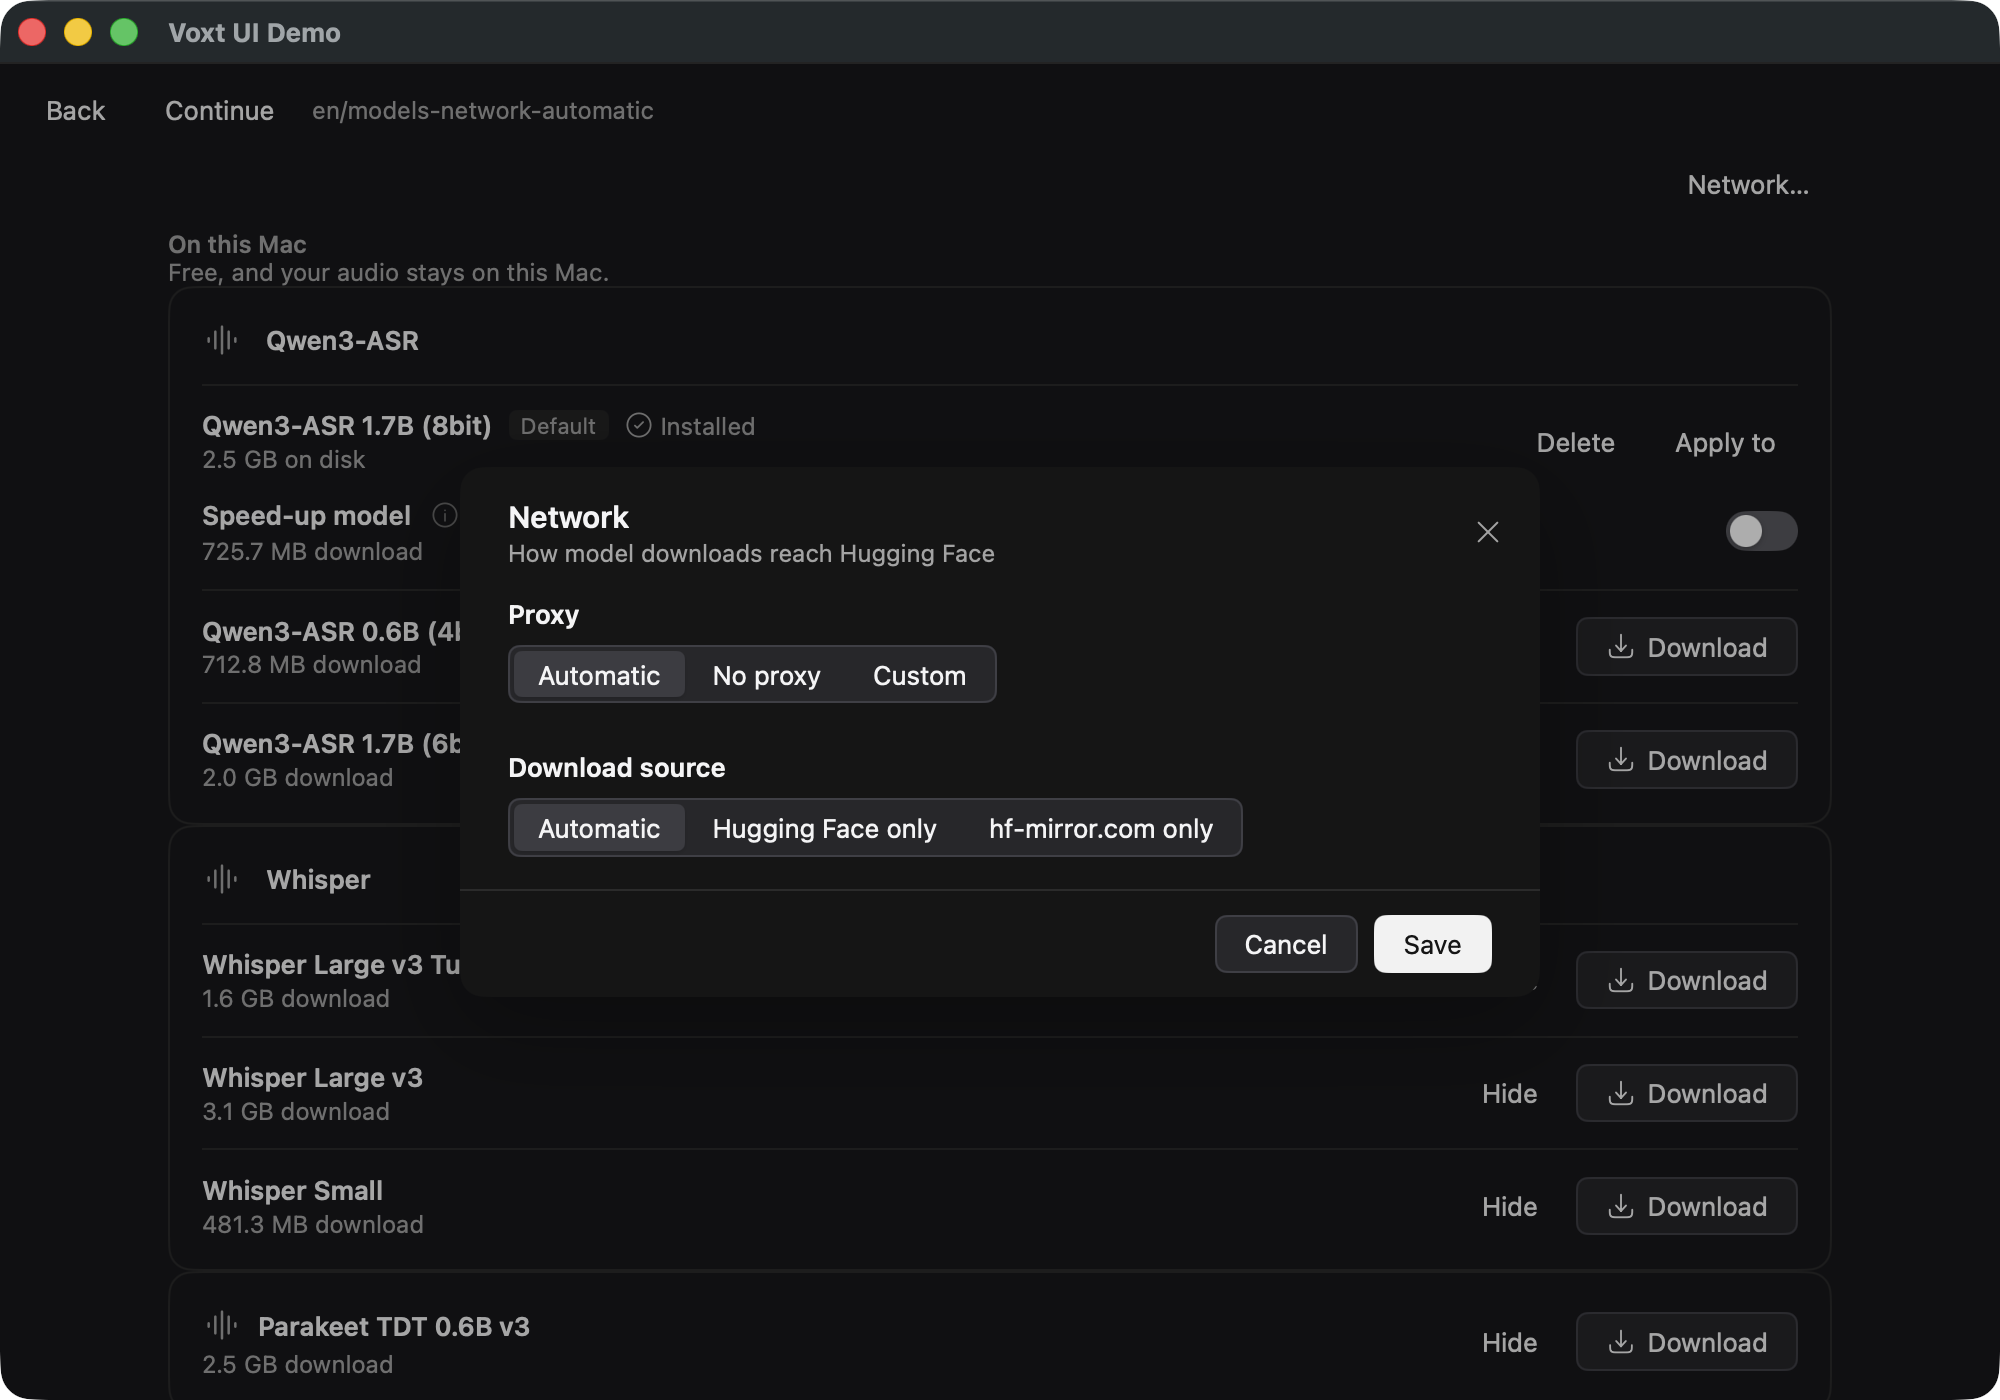 Voxt UI Demo
Back Continue en/models-network-automatic
Network...
On this Mac
Free, and your audio stays on this Mac.
Qwen3-ASR
Qwen3-ASR 1.7B (8bit) Default Installed
2.5 GB on disk
Delete Apply to
Speed-up model
725.7 MB download
Qwen3-ASR 0.6B
712.8 MB download
Download
Qwen3-ASR 1.7B
2.0 GB download
Download
Whisper
Whisper Large v3
1.6 GB download
Download
Whisper Large v3
3.1 GB download
Hide Download
Whisper Small
481.3 MB download
Hide Download
Parakeet TDT 0.6B v3
2.5 GB download
Hide Download
Network
How model downloads reach Hugging Face
Proxy
Automatic No proxy Custom
Download source
Automatic Hugging Face only hf-mirror.com only
Cancel Save